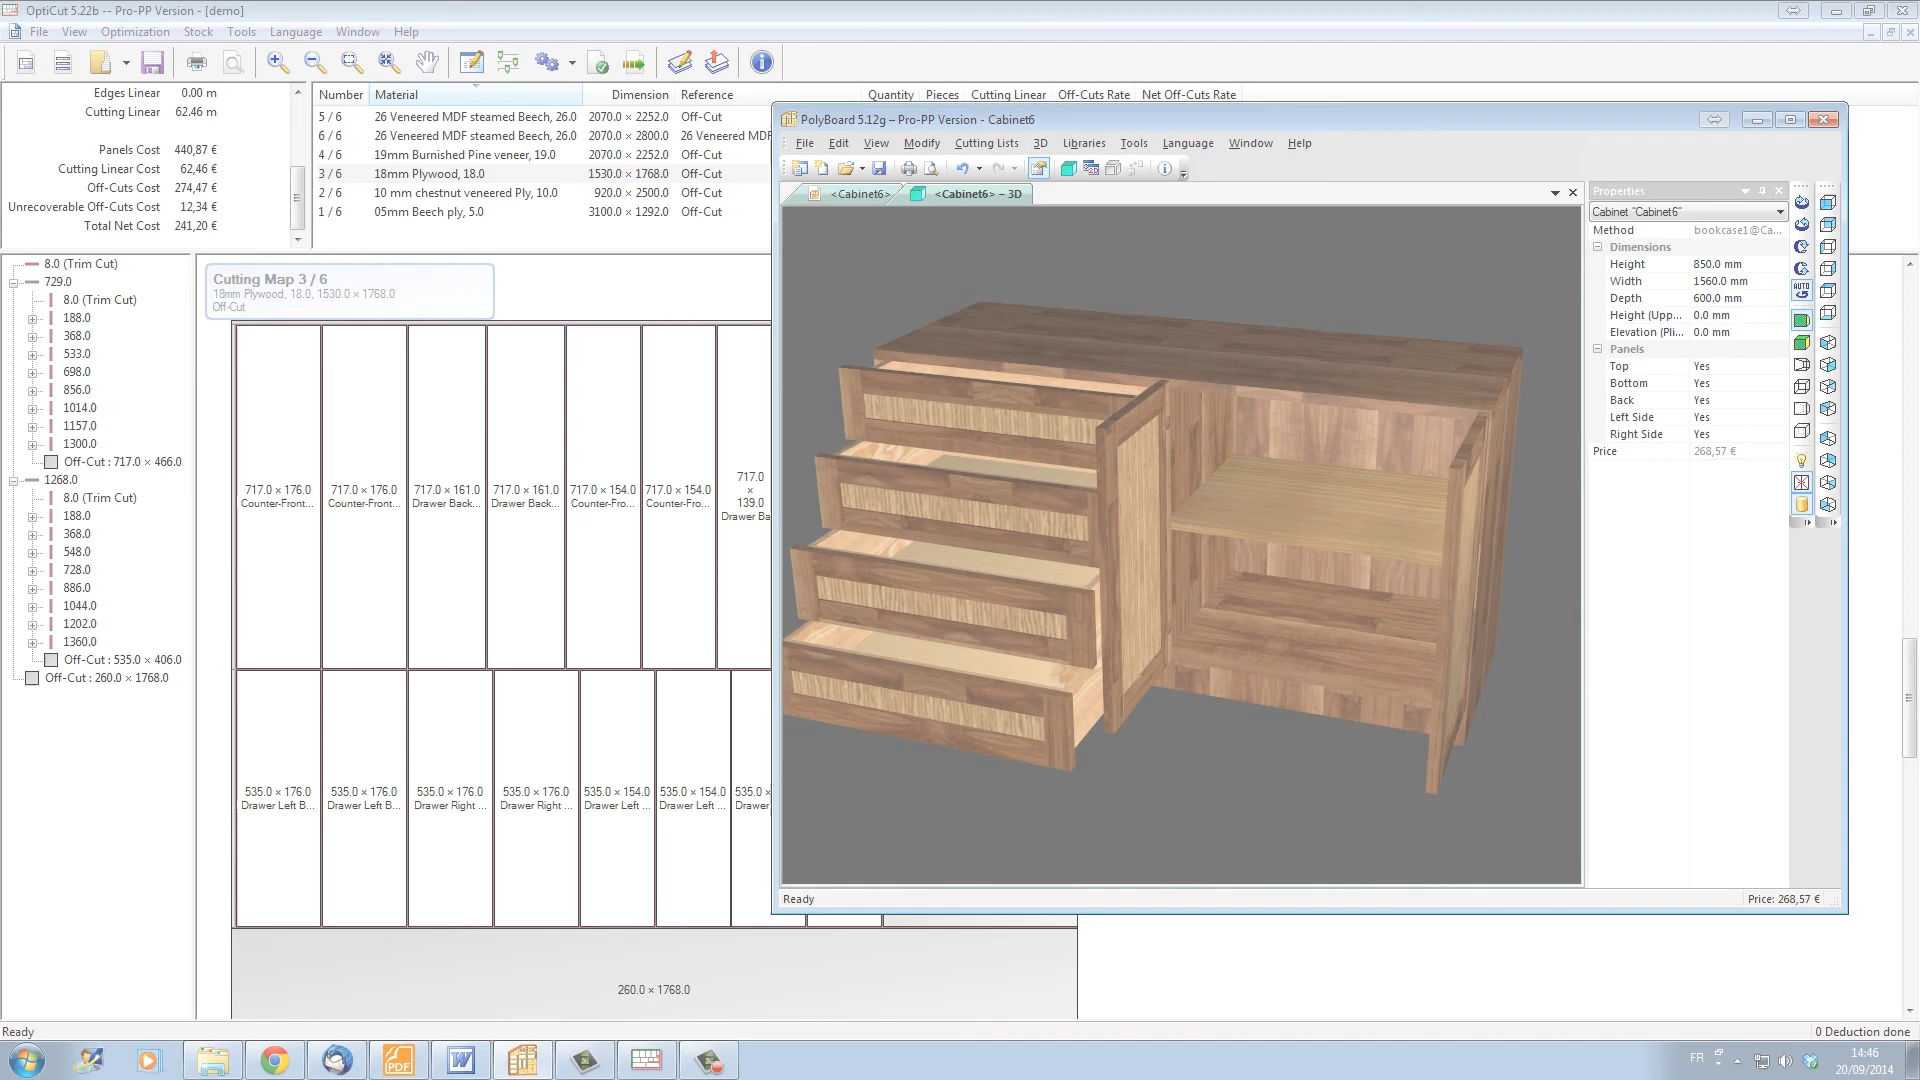 OptiCut 5.22b -- Pro-PP Version - [demo]
File View Optimization Stock Tools Language Window Help
Edges Linear 0.00 m
Cutting Linear 62.46 m
Panels Cost 440,87 €
Cutting Linear Cost 62,46 €
Off-Cuts Cost 274,47 €
Unrecoverable Off-Cuts Cost 12,34 €
Total Net Cost 241,20 €
Number Material Dimension Reference Quantity Pieces Cutting Linear Off-Cuts Rate Net Off-Cuts Rate
5 / 6 26 Veneered MDF steamed Beech, 26.0 2070.0 × 2252.0 Off-Cut
6 / 6 26 Veneered MDF steamed Beech, 26.0 2070.0 × 2800.0 26 Veneered MDF
4 / 6 19mm Burnished Pine veneer, 19.0 2070.0 × 2252.0 Off-Cut
3 / 6 18mm Plywood, 18.0 1530.0 × 1768.0 Off-Cut
2 / 6 10 mm chestnut veneered Ply, 10.0 920.0 × 2500.0 Off-Cut
1 / 6 05mm Beech ply, 5.0 3100.0 × 1292.0 Off-Cut
8.0 (Trim Cut)
729.0
8.0 (Trim Cut)
188.0
368.0
533.0
698.0
856.0
1014.0
1157.0
1300.0
Off-Cut : 717.0 × 466.0
1268.0
8.0 (Trim Cut)
188.0
368.0
548.0
728.0
886.0
1044.0
1202.0
1360.0
Off-Cut : 535.0 × 406.0
Off-Cut : 260.0 × 1768.0
Cutting Map 3 / 6
18mm Plywood, 18.0, 1530.0 × 1768.0
Off-Cut
717.0 × 176.0 717.0 × 176.0 717.0 × 161.0 717.0 × 161.0 717.0 × 154.0 717.0 × 154.0 717.0 × 139.0
Counter-Front... Counter-Front... Drawer Back... Drawer Back... Counter-Fro... Counter-Fro... Drawer Ba
535.0 × 176.0 535.0 × 176.0 535.0 × 176.0 535.0 × 176.0 535.0 × 154.0 535.0 × 154.0 535.0 ×
Drawer Left B... Drawer Left B... Drawer Right ... Drawer Right ... Drawer Left ... Drawer Left ... Drawer
260.0 × 1768.0
PolyBoard 5.12g – Pro-PP Version - Cabinet6
File Edit View Modify Cutting Lists 3D Libraries Tools Language Window Help
<Cabinet6> <Cabinet6> – 3D
Properties
Cabinet "Cabinet6"
Method bookcase1@Ca...
Dimensions
Height 850.0 mm
Width 1560.0 mm
Depth 600.0 mm
Height (Upp... 0.0 mm
Elevation (Pli... 0.0 mm
Panels
Top Yes
Bottom Yes
Back Yes
Left Side Yes
Right Side Yes
Price 268,57 €
AUTO
Ready
Price: 268,57 €
Ready
0 Deduction done
PDF
W
FR
14:46
20/09/2014